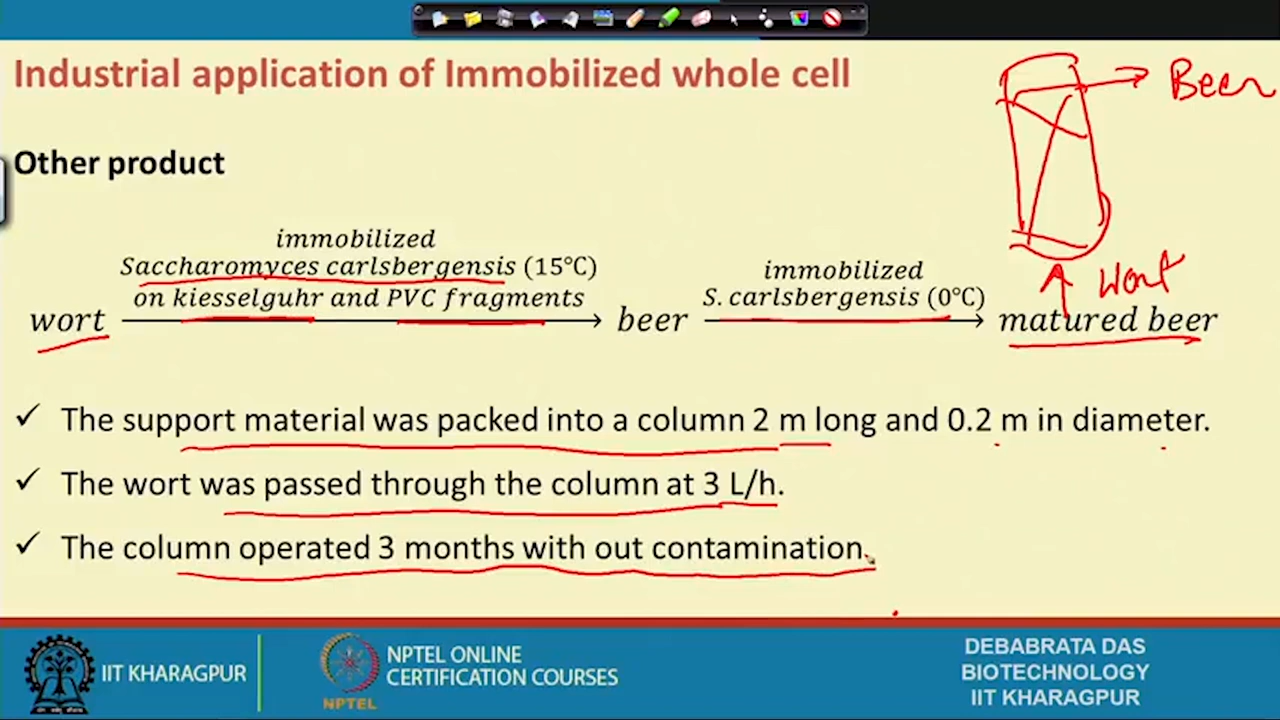 Industrial application of Immobilized whole cell
Beer
Other product
immobilized
Saccharomyces carlsbergensis (15°C)
on kiesselguhr and PVC fragments
immobilized
S. carlsbergensis (0°C)
Wort
wort
beer
matured beer
✓ The support material was packed into a column 2 m long and 0.2 m in diameter.
✓ The wort was passed through the column at 3 L/h.
✓ The column operated 3 months with out contamination.
IIT KHARAGPUR
NPTEL
NPTEL ONLINE
CERTIFICATION COURSES
DEBABRATA DAS
BIOTECHNOLOGY
IIT KHARAGPUR